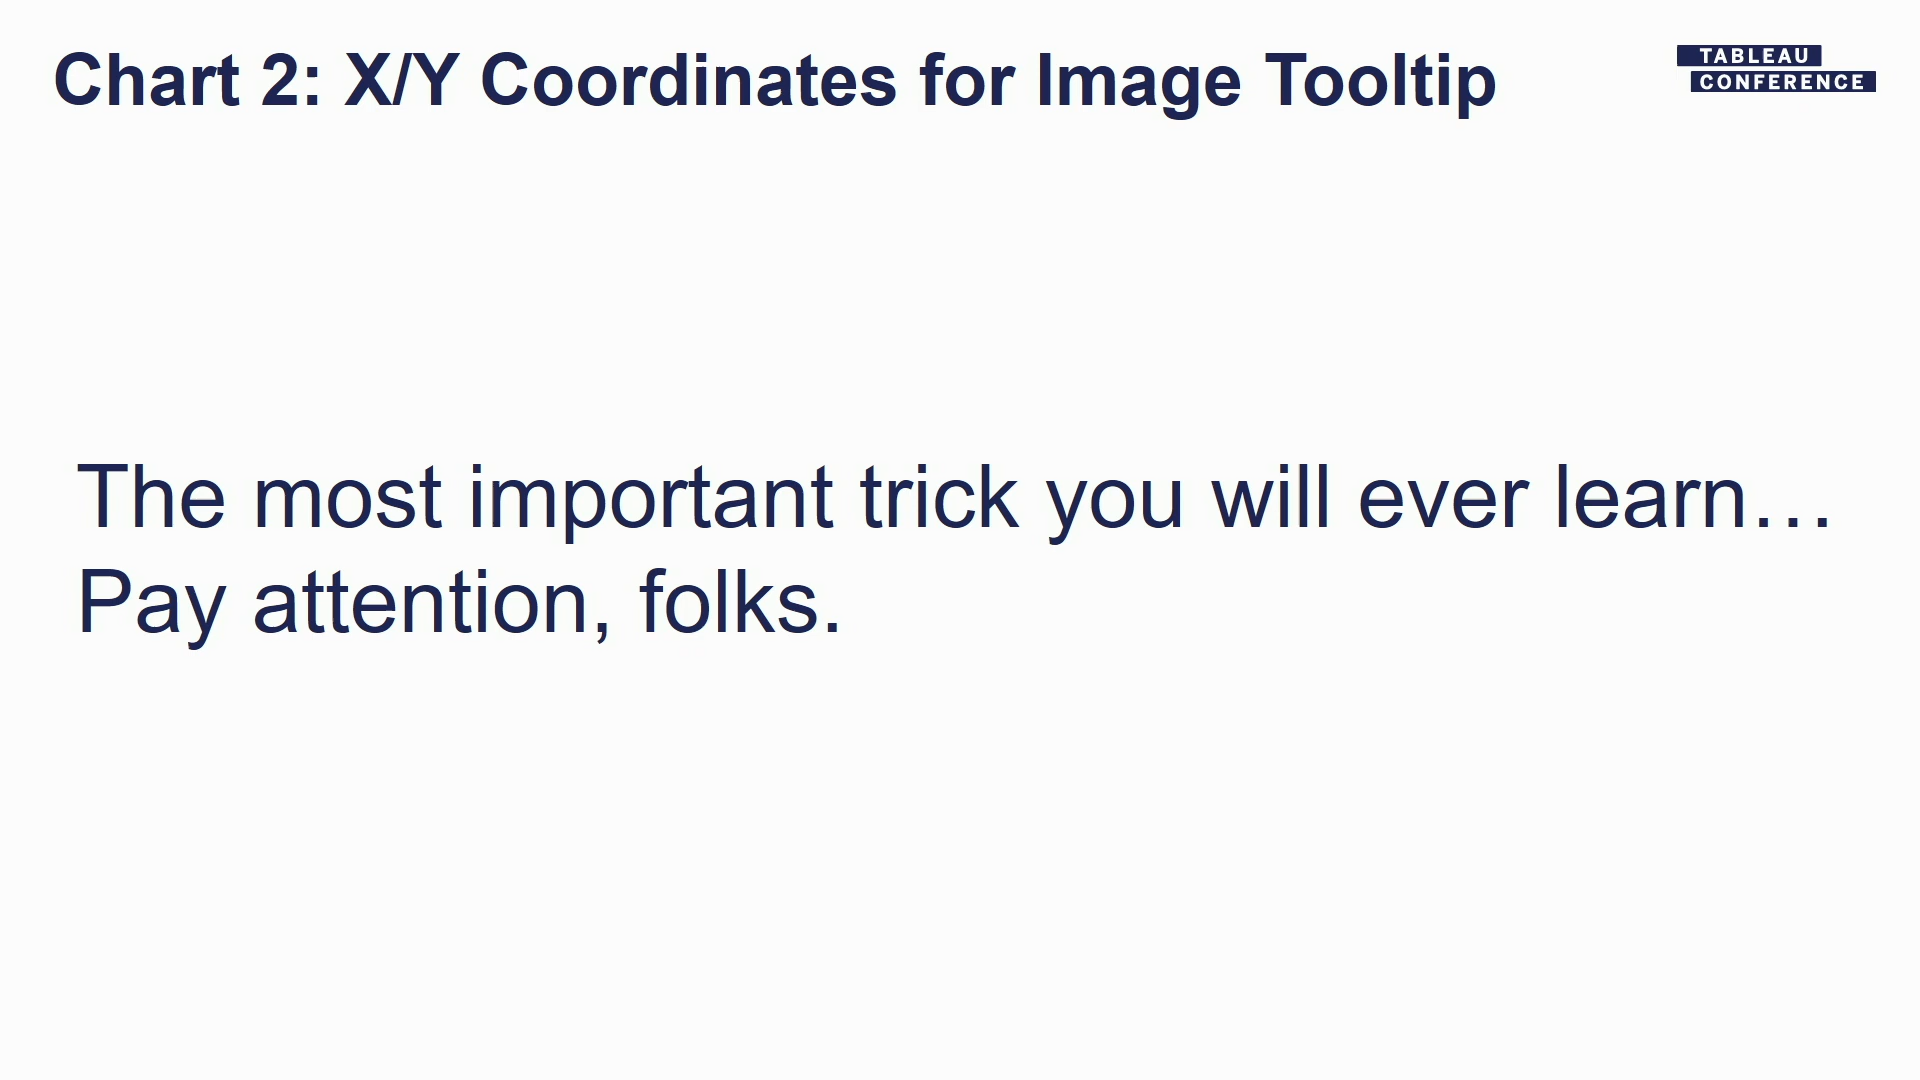 Chart 2: X/Y Coordinates for Image Tooltip
TABLEAU
CONFERENCE
The most important trick you will ever learn…
Pay attention, folks.